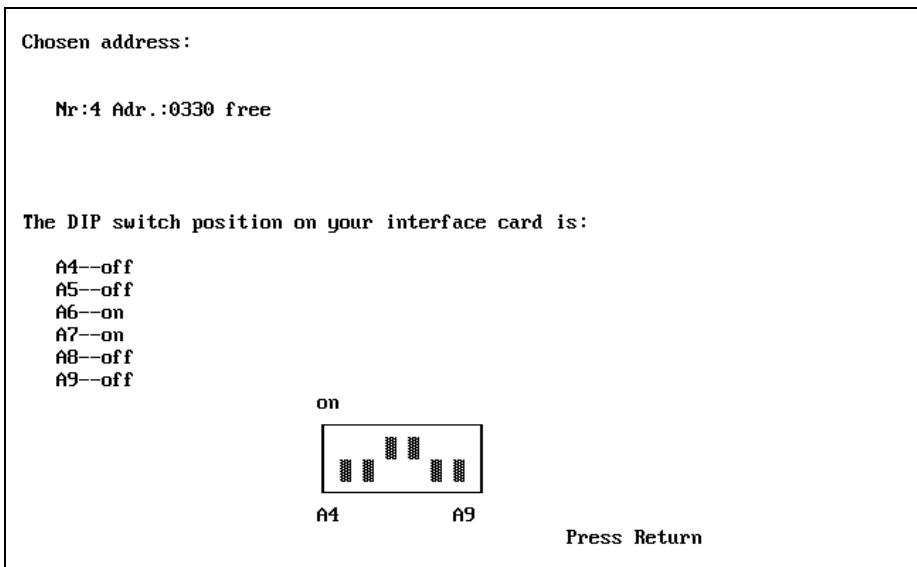 Chosen address:
Nr:4 Adr.:0330 free
The DIP switch position on your interface card is:
A4--off
A5--off
A6--on
A7--on
A8--off
A9--off
on
A4 A9
Press Return